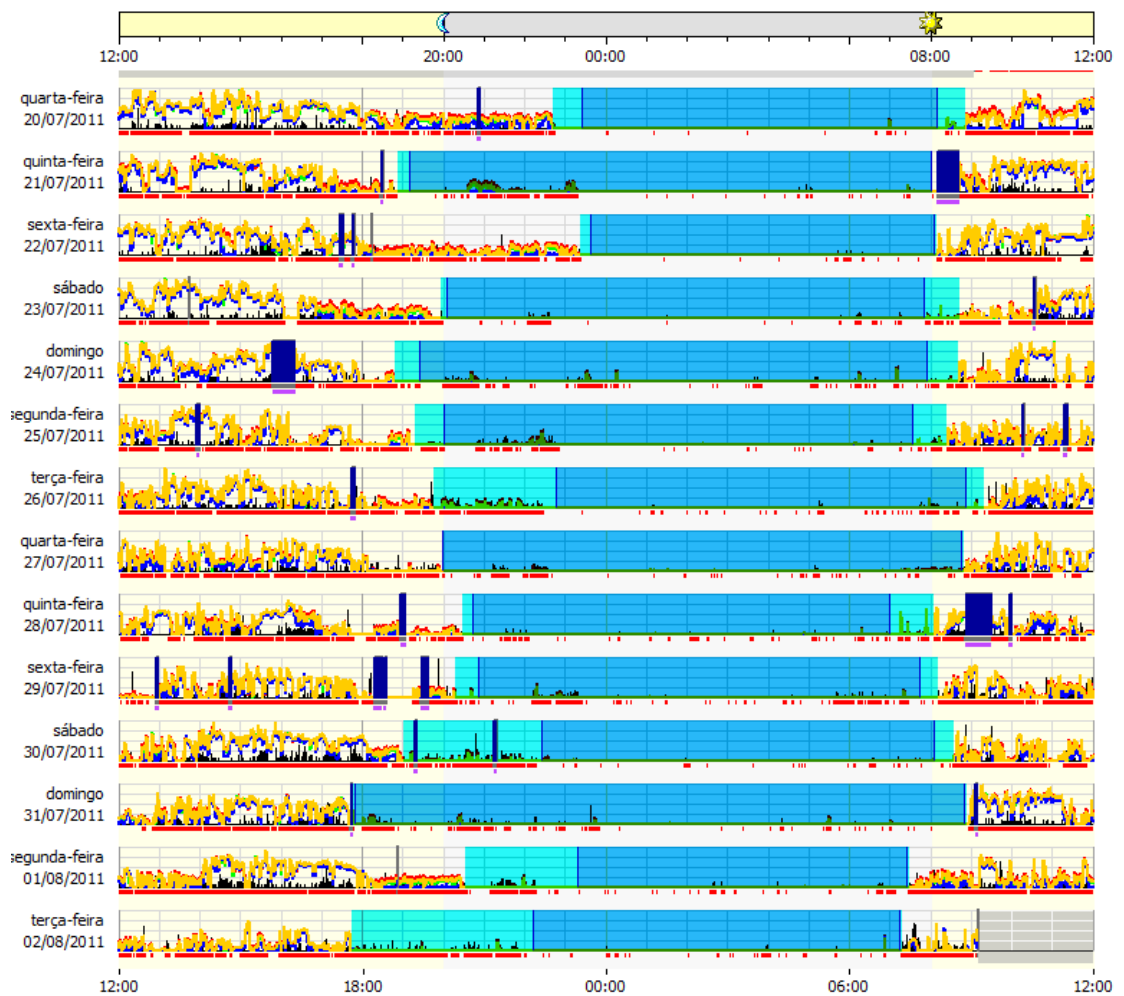 12:00 20:00 00:00 08:00 12:00
quarta-feira
20/07/2011
quinta-feira
21/07/2011
sexta-feira
22/07/2011
sábado
23/07/2011
domingo
24/07/2011
segunda-feira
25/07/2011
terça-feira
26/07/2011
quarta-feira
27/07/2011
quinta-feira
28/07/2011
sexta-feira
29/07/2011
sábado
30/07/2011
domingo
31/07/2011
segunda-feira
01/08/2011
terça-feira
02/08/2011
12:00 18:00 00:00 06:00 12:00